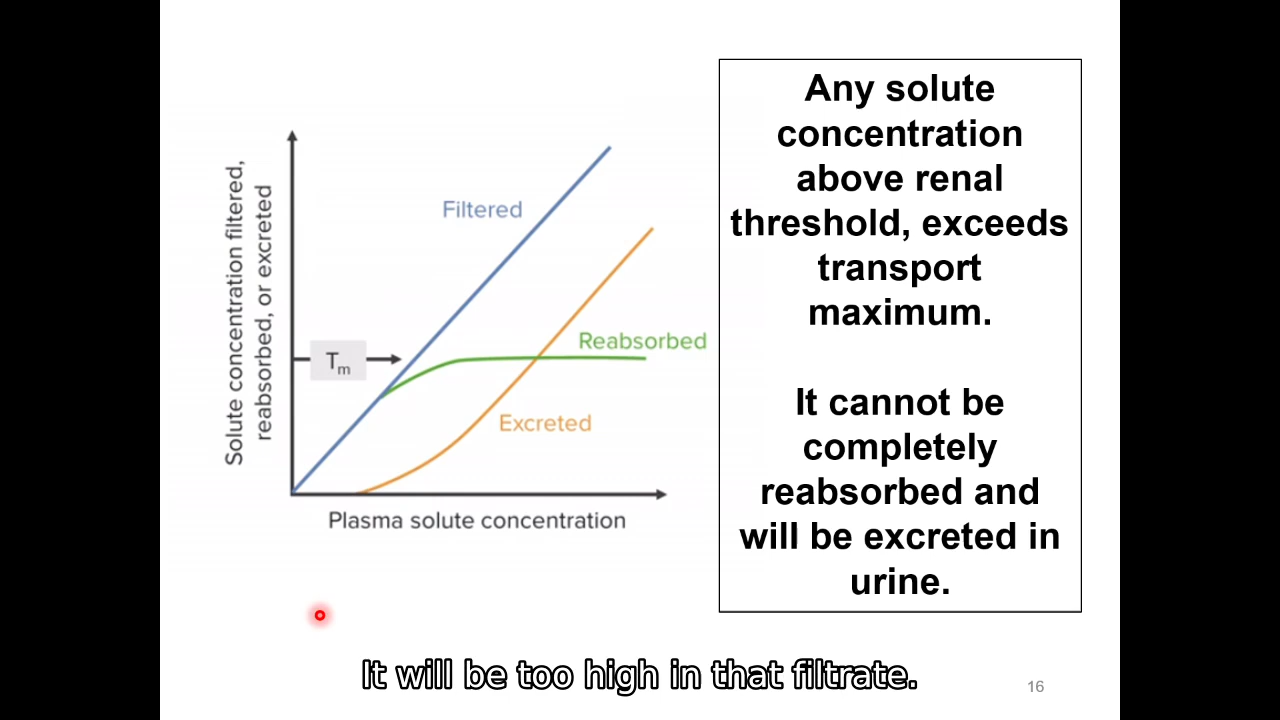 Solute concentration filtered,
reabsorbed, or excreted
Filtered
Reabsorbed
Tm
Excreted
Plasma solute concentration
Any solute
concentration
above renal
threshold, exceeds
transport
maximum.
It cannot be
completely
reabsorbed and
will be excreted in
urine.
It will be too high in that filtrate.
16